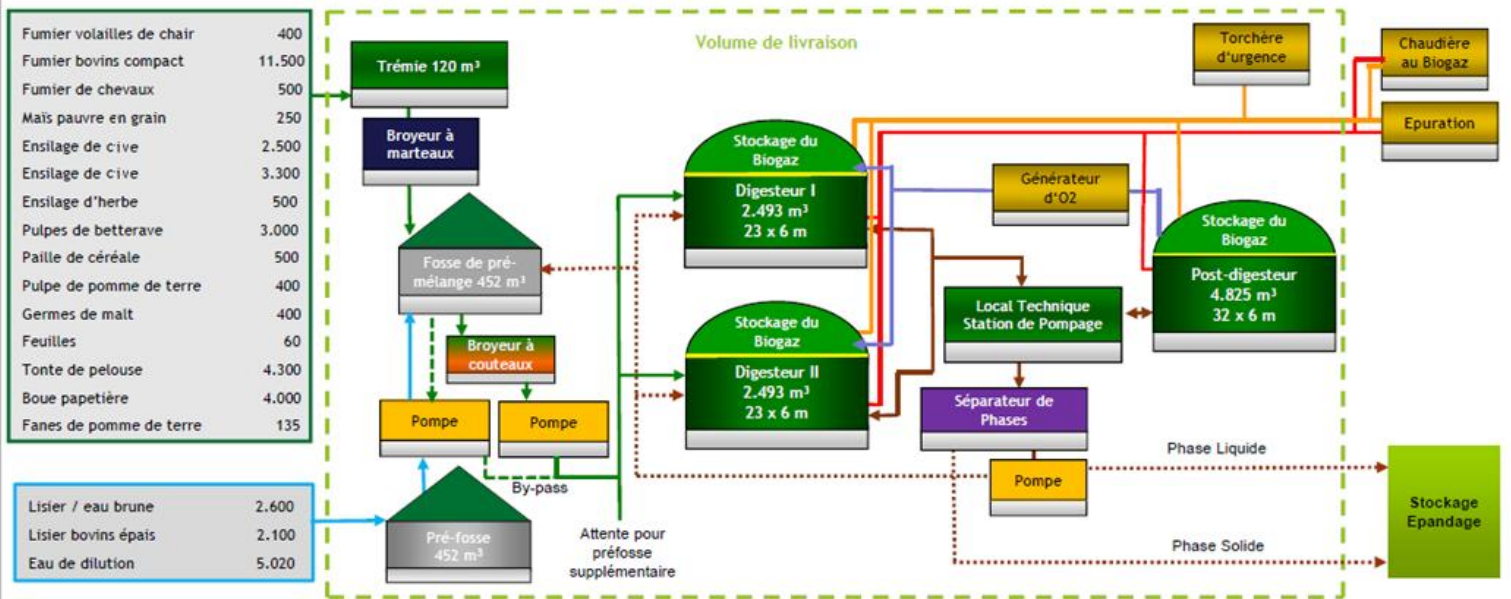 Fumier volailles de chair 400
Fumier bovins compact 11.500
Fumier de chevaux 500
Maïs pauvre en grain 250
Ensilage de cive 2.500
Ensilage de cive 3.300
Ensilage d'herbe 500
Pulpes de betterave 3.000
Paille de céréale 500
Pulpe de pomme de terre 400
Germes de malt 400
Feuilles 60
Tonte de pelouse 4.300
Boue papetière 4.000
Fanes de pomme de terre 135
Lisier / eau brune 2.600
Lisier bovins épais 2.100
Eau de dilution 5.020
Volume de livraison
Trémie 120 m³
Broyeur à
marteaux
Fosse de pré-
mélange 452 m³
Broyeur à
couteaux
Pompe
Pompe
By-pass
Pré-fosse
452 m³
Attente pour
préfosse
supplémentaire
Stockage du
Biogaz
Digesteur I
2.493 m³
23 x 6 m
Stockage du
Biogaz
Digesteur II
2.493 m³
23 x 6 m
Générateur
d'O2
Torchère
d'urgence
Chaudière
au Biogaz
Epuration
Stockage du
Biogaz
Post-digesteur
4.825 m³
32 x 6 m
Local Technique
Station de Pompage
Séparateur de
Phases
Pompe
Phase Liquide
Phase Solide
Stockage
Epandage